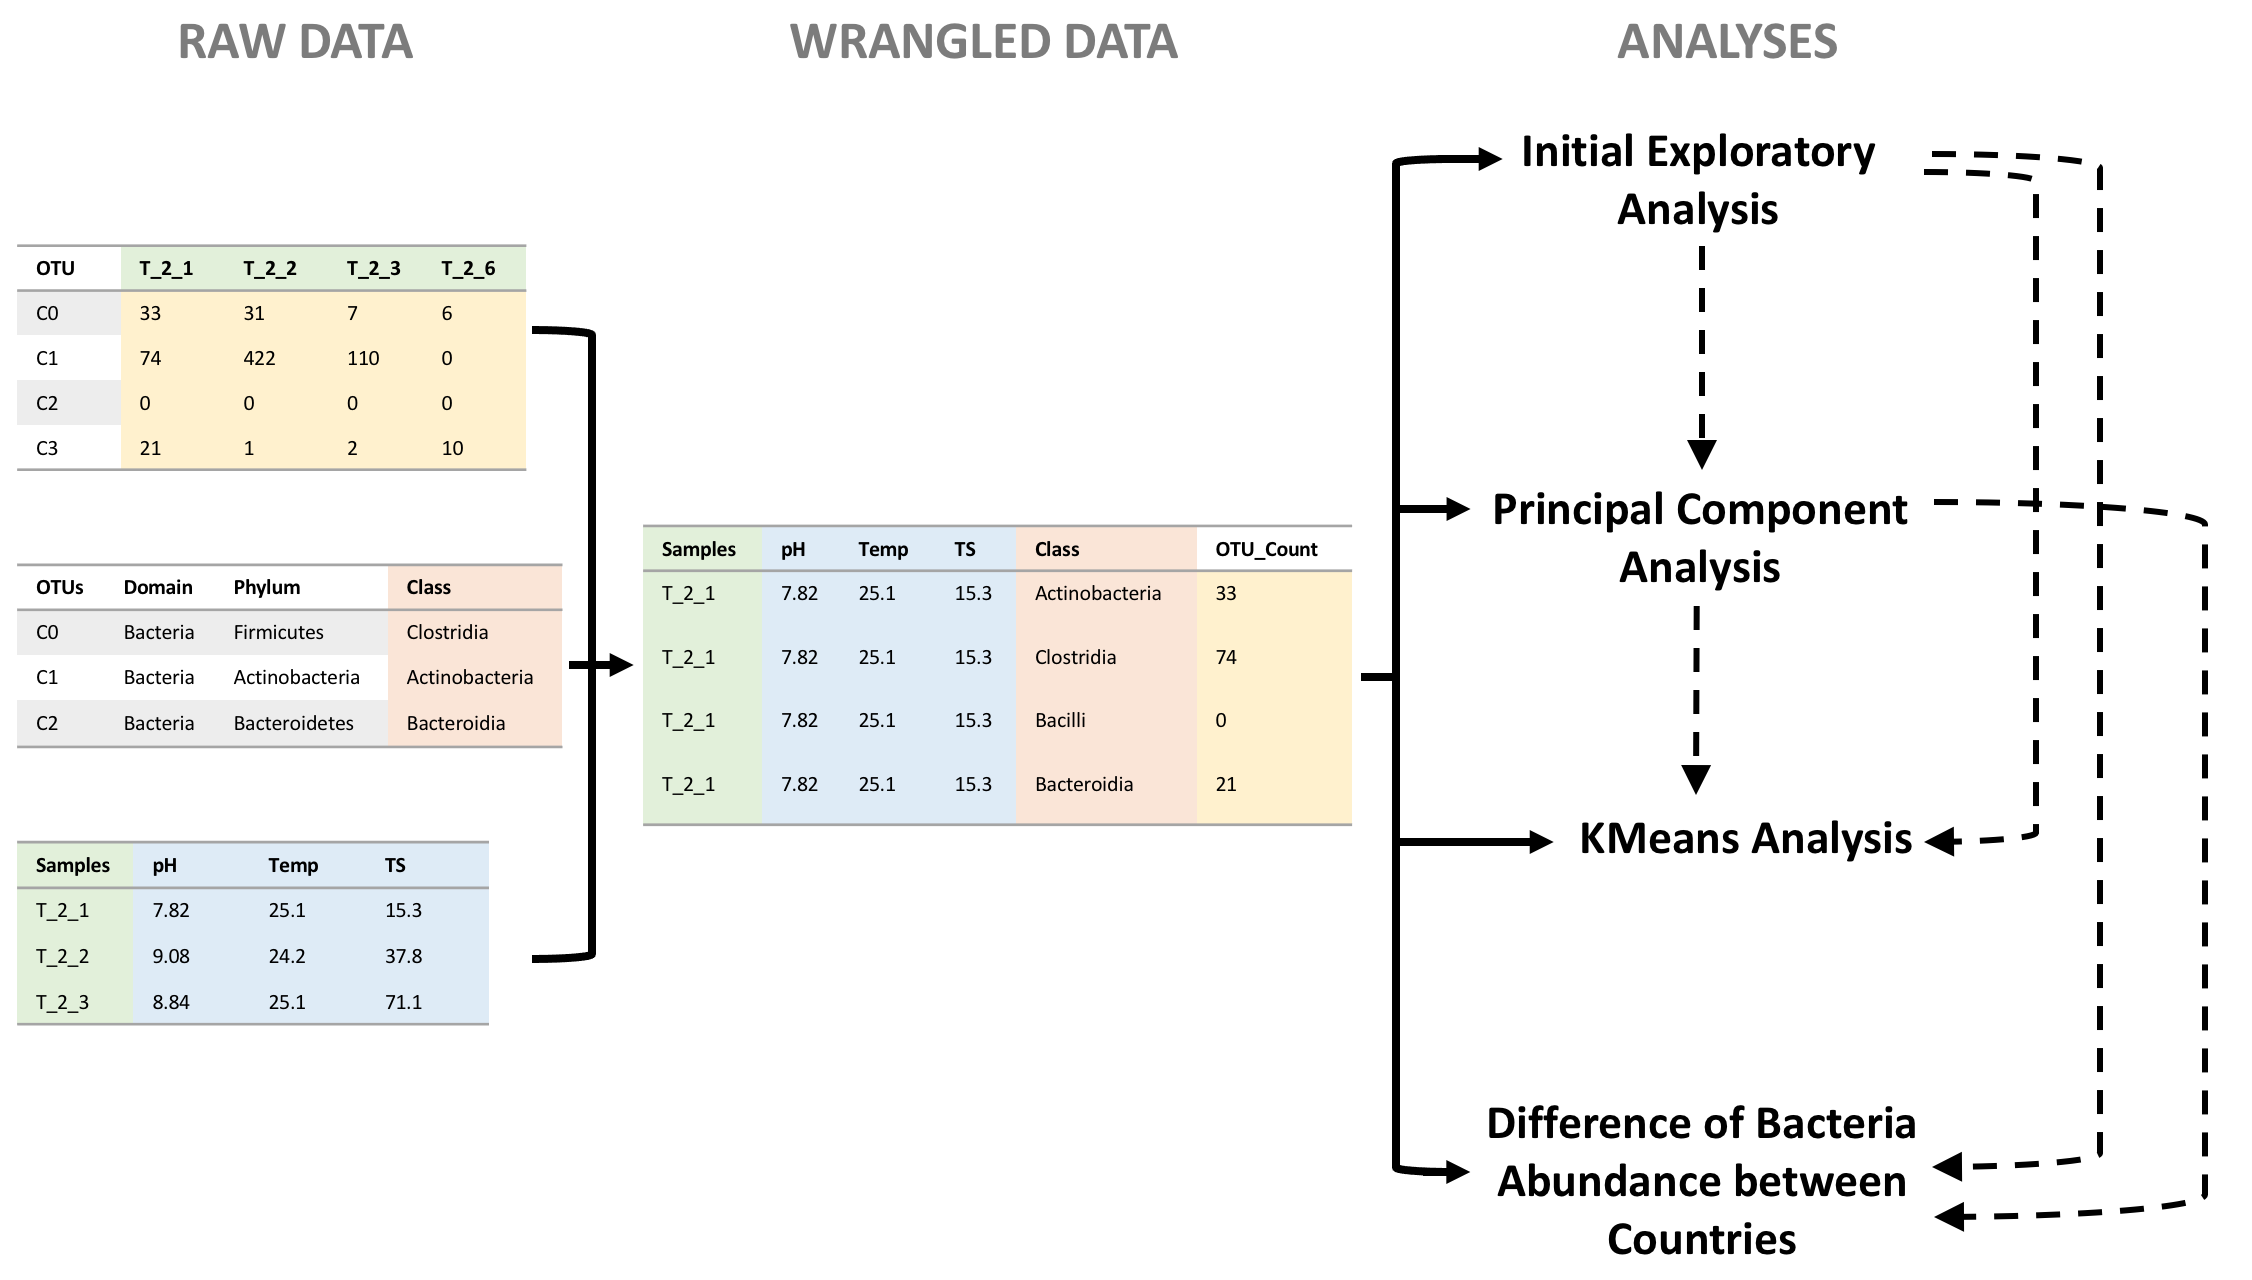 RAW DATA
WRANGLED DATA
ANALYSES
OTU T_2_1 T_2_2 T_2_3 T_2_6
C0 33 31 7 6
C1 74 422 110 0
C2 0 0 0 0
C3 21 1 2 10
OTUs Domain Phylum Class
C0 Bacteria Firmicutes Clostridia
C1 Bacteria Actinobacteria Actinobacteria
C2 Bacteria Bacteroidetes Bacteroidia
Samples pH Temp TS
T_2_1 7.82 25.1 15.3
T_2_2 9.08 24.2 37.8
T_2_3 8.84 25.1 71.1
Samples pH Temp TS Class OTU_Count
T_2_1 7.82 25.1 15.3 Actinobacteria 33
T_2_1 7.82 25.1 15.3 Clostridia 74
T_2_1 7.82 25.1 15.3 Bacilli 0
T_2_1 7.82 25.1 15.3 Bacteroidia 21
Initial Exploratory
Analysis
Principal Component
Analysis
KMeans Analysis
Difference of Bacteria
Abundance between
Countries